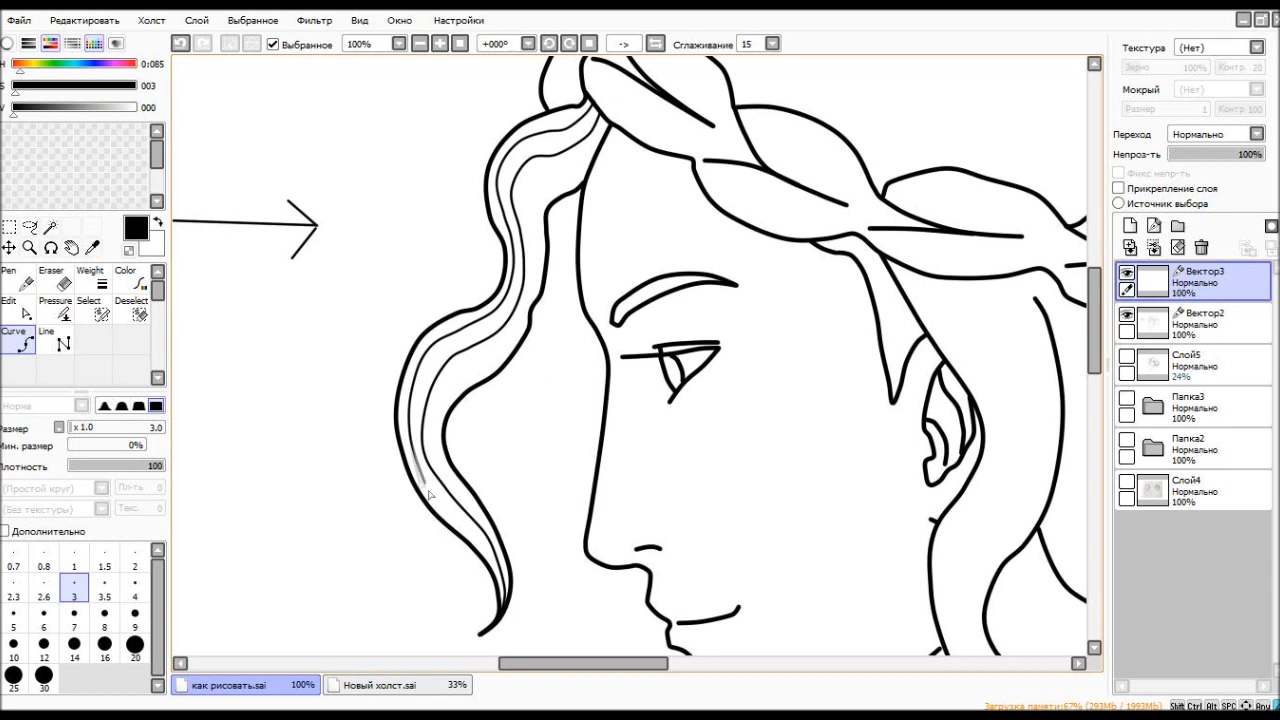 Файл Редактировать Холст Слой Выбранное Фильтр Вид Окно Настройки
Выбранное 100% +000° -> Сглаживание 15
H 0:085
S 003
V 000
Текстура (Нет)
Зерно 100% Контр. 20
Мокрый (Нет)
Размер 1 Контр 100
Переход Нормально
Непроз-ть 100%
Фикс непр-ть
Прикрепление слоя
Источник выбора
Pen Eraser Weight Color
Edit Pressure Select Deselect
Curve Line
Норма
Размер x 1.0 3.0
Мин. размер 0%
Плотность 100
(Простой круг) Пл-ть 0
(Без текстуры) Текс. 0
Дополнительно
0.7 0.8 1 1.5 2
2.3 2.6 3 3.5 4
5 6 7 8 9
10 12 14 16 20
25 30
Вектор3
Нормально
100%
Вектор2
Нормально
100%
Слой5
Нормально
24%
Папка3
Нормально
100%
Папка2
Нормально
100%
Слой4
Нормально
100%
как рисовать.sai 100% Новый холст.sai 33%
Загрузка памяти:67% (293Mb / 1993Mb) Shift Ctrl Alt SPC Any